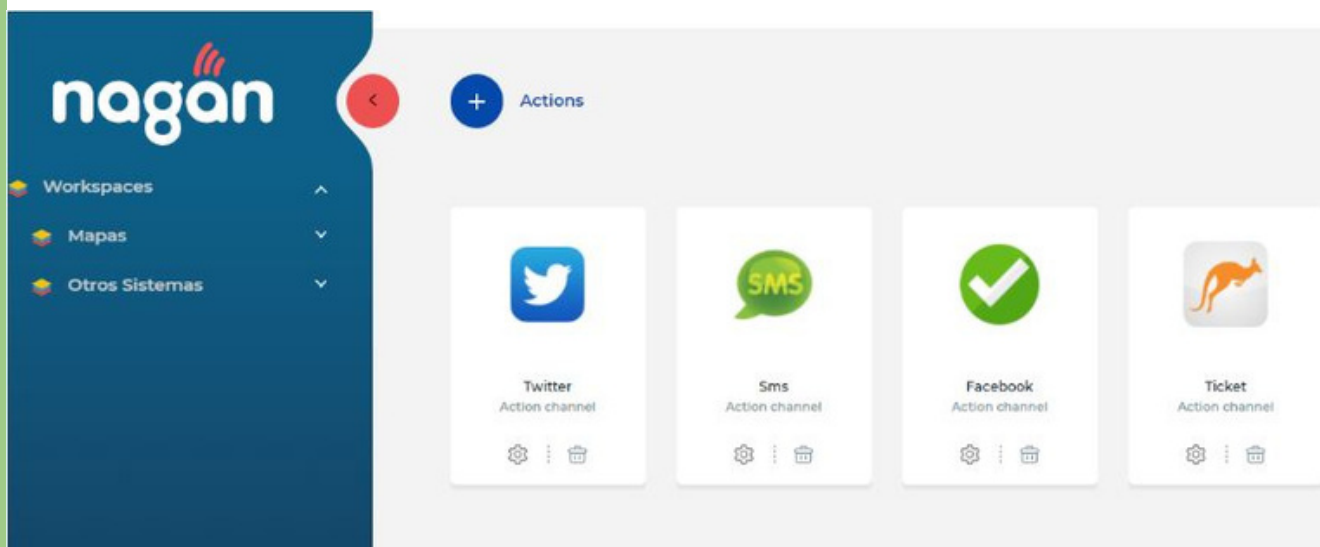 nagan
Workspaces
Mapas
Otros Sistemas
+ Actions
SMS
Twitter
Action channel
Sms
Action channel
Facebook
Action channel
Ticket
Action channel